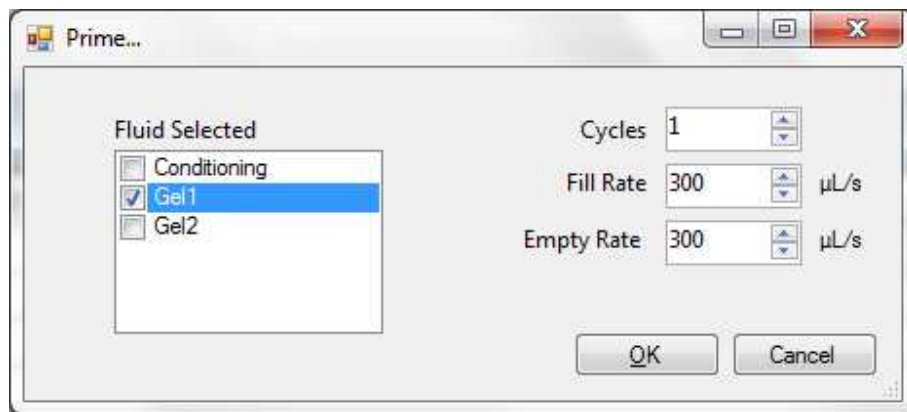 Prime...
Fluid Selected
Conditioning
Gel1
Gel2
Cycles 1
Fill Rate 300 µL/s
Empty Rate 300 µL/s
OK Cancel